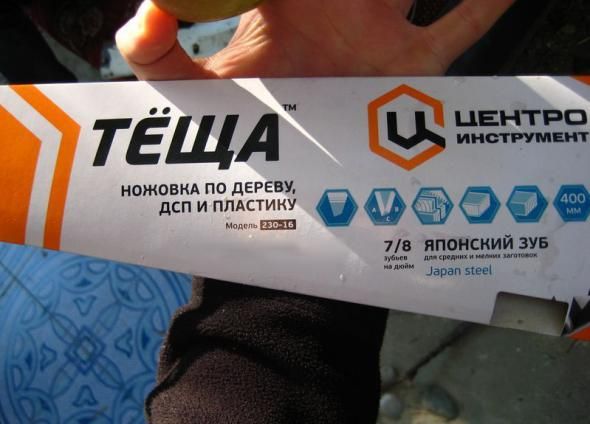 ТЁЩА™
ЦЕНТРО
ИНСТРУМЕНТ
НОЖОВКА ПО ДЕРЕВУ,
ДСП И ПЛАСТИКУ
Модель 230-16
A B C
400
ММ
7/8
зубьев
на дюйм
ЯПОНСКИЙ ЗУБ
для средних и мелких заготовок
Japan steel